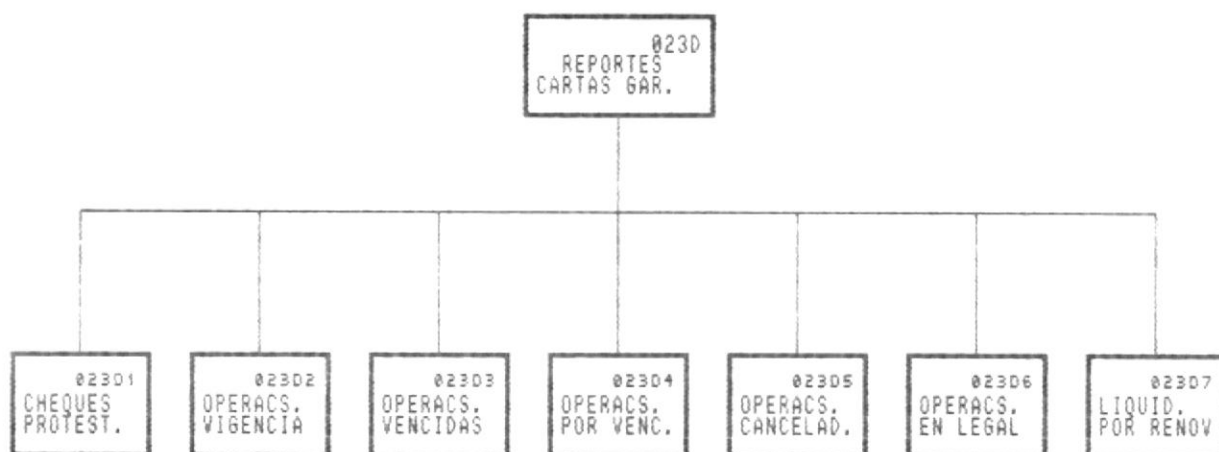 023D
REPORTES
CARTAS GAR.
023D1
CHEQUES
PROTEST.
023D2
OPERACS.
VIGENCIA
023D3
OPERACS.
VENCIDAS
023D4
OPERACS.
POR VENC.
023D5
OPERACS.
CANCELAD.
023D6
OPERACS.
EN LEGAL
023D7
LIQUID.
POR RENOV